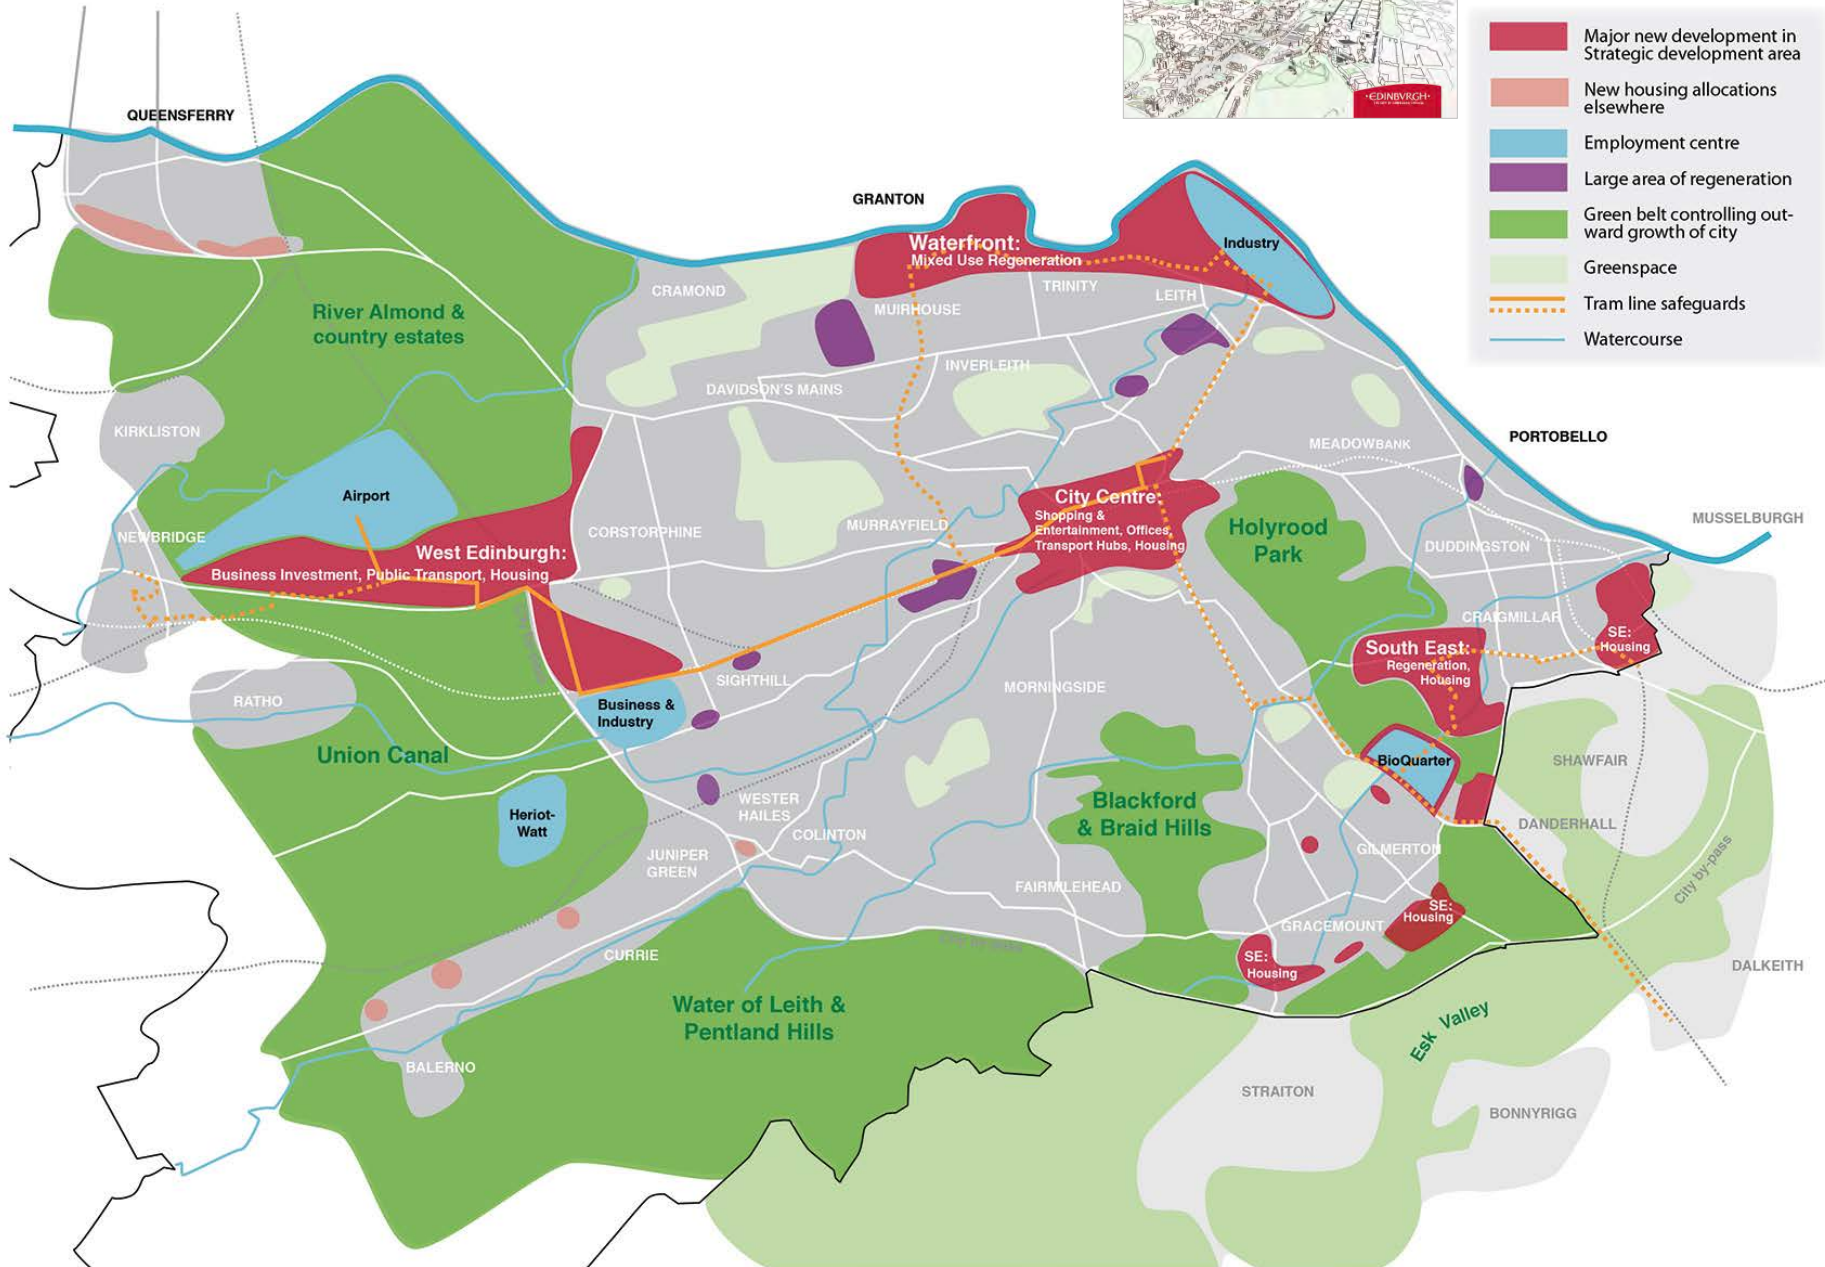 QUEENSFERRY
GRANTON
PORTOBELLO
MUSSELBURGH
·EDINBVRGH·
Major new development in
Strategic development area
New housing allocations
elsewhere
Employment centre
Large area of regeneration
Green belt controlling out-
ward growth of city
Greenspace
Tram line safeguards
Watercourse
Waterfront:
Mixed Use Regeneration
Industry
CRAMOND
MUIRHOUSE
TRINITY
LEITH
River Almond &
country estates
INVERLEITH
DAVIDSON'S MAINS
KIRKLISTON
MEADOWBANK
Airport
City Centre:
Shopping &
Entertainment, Offices,
Transport Hubs, Housing
NEWBRIDGE
CORSTORPHINE
MURRAYFIELD
Holyrood
Park
DUDDINGSTON
West Edinburgh:
Business Investment, Public Transport, Housing
CRAIGMILLAR
SE:
Housing
South East:
Regeneration,
Housing
SIGHTHILL
MORNINGSIDE
RATHO
Business &
Industry
Union Canal
BioQuarter
SHAWFAIR
Heriot-
Watt
WESTER
HAILES
COLINTON
Blackford
& Braid Hills
DANDERHALL
JUNIPER
GREEN
GILMERTON
FAIRMILEHEAD
City by-pass
SE:
Housing
GRACEMOUNT
CURRIE
City by-pass
SE:
Housing
DALKEITH
Water of Leith &
Pentland Hills
Esk Valley
BALERNO
STRAITON
BONNYRIGG